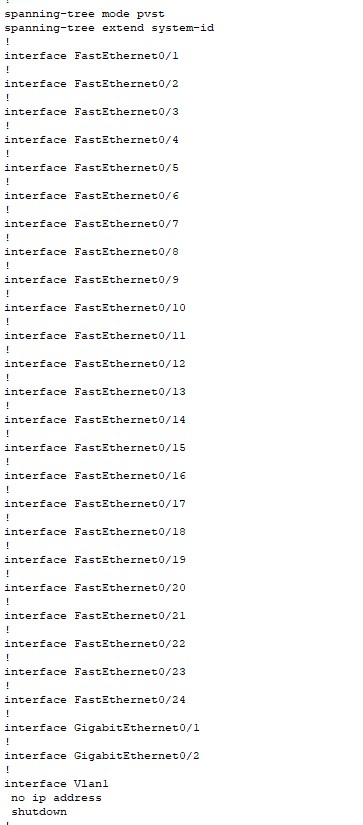 !
spanning-tree mode pvst
spanning-tree extend system-id
!
interface FastEthernet0/1
!
interface FastEthernet0/2
!
interface FastEthernet0/3
!
interface FastEthernet0/4
!
interface FastEthernet0/5
!
interface FastEthernet0/6
!
interface FastEthernet0/7
!
interface FastEthernet0/8
!
interface FastEthernet0/9
!
interface FastEthernet0/10
!
interface FastEthernet0/11
!
interface FastEthernet0/12
!
interface FastEthernet0/13
!
interface FastEthernet0/14
!
interface FastEthernet0/15
!
interface FastEthernet0/16
!
interface FastEthernet0/17
!
interface FastEthernet0/18
!
interface FastEthernet0/19
!
interface FastEthernet0/20
!
interface FastEthernet0/21
!
interface FastEthernet0/22
!
interface FastEthernet0/23
!
interface FastEthernet0/24
!
interface GigabitEthernet0/1
!
interface GigabitEthernet0/2
!
interface Vlan1
 no ip address
 shutdown
!